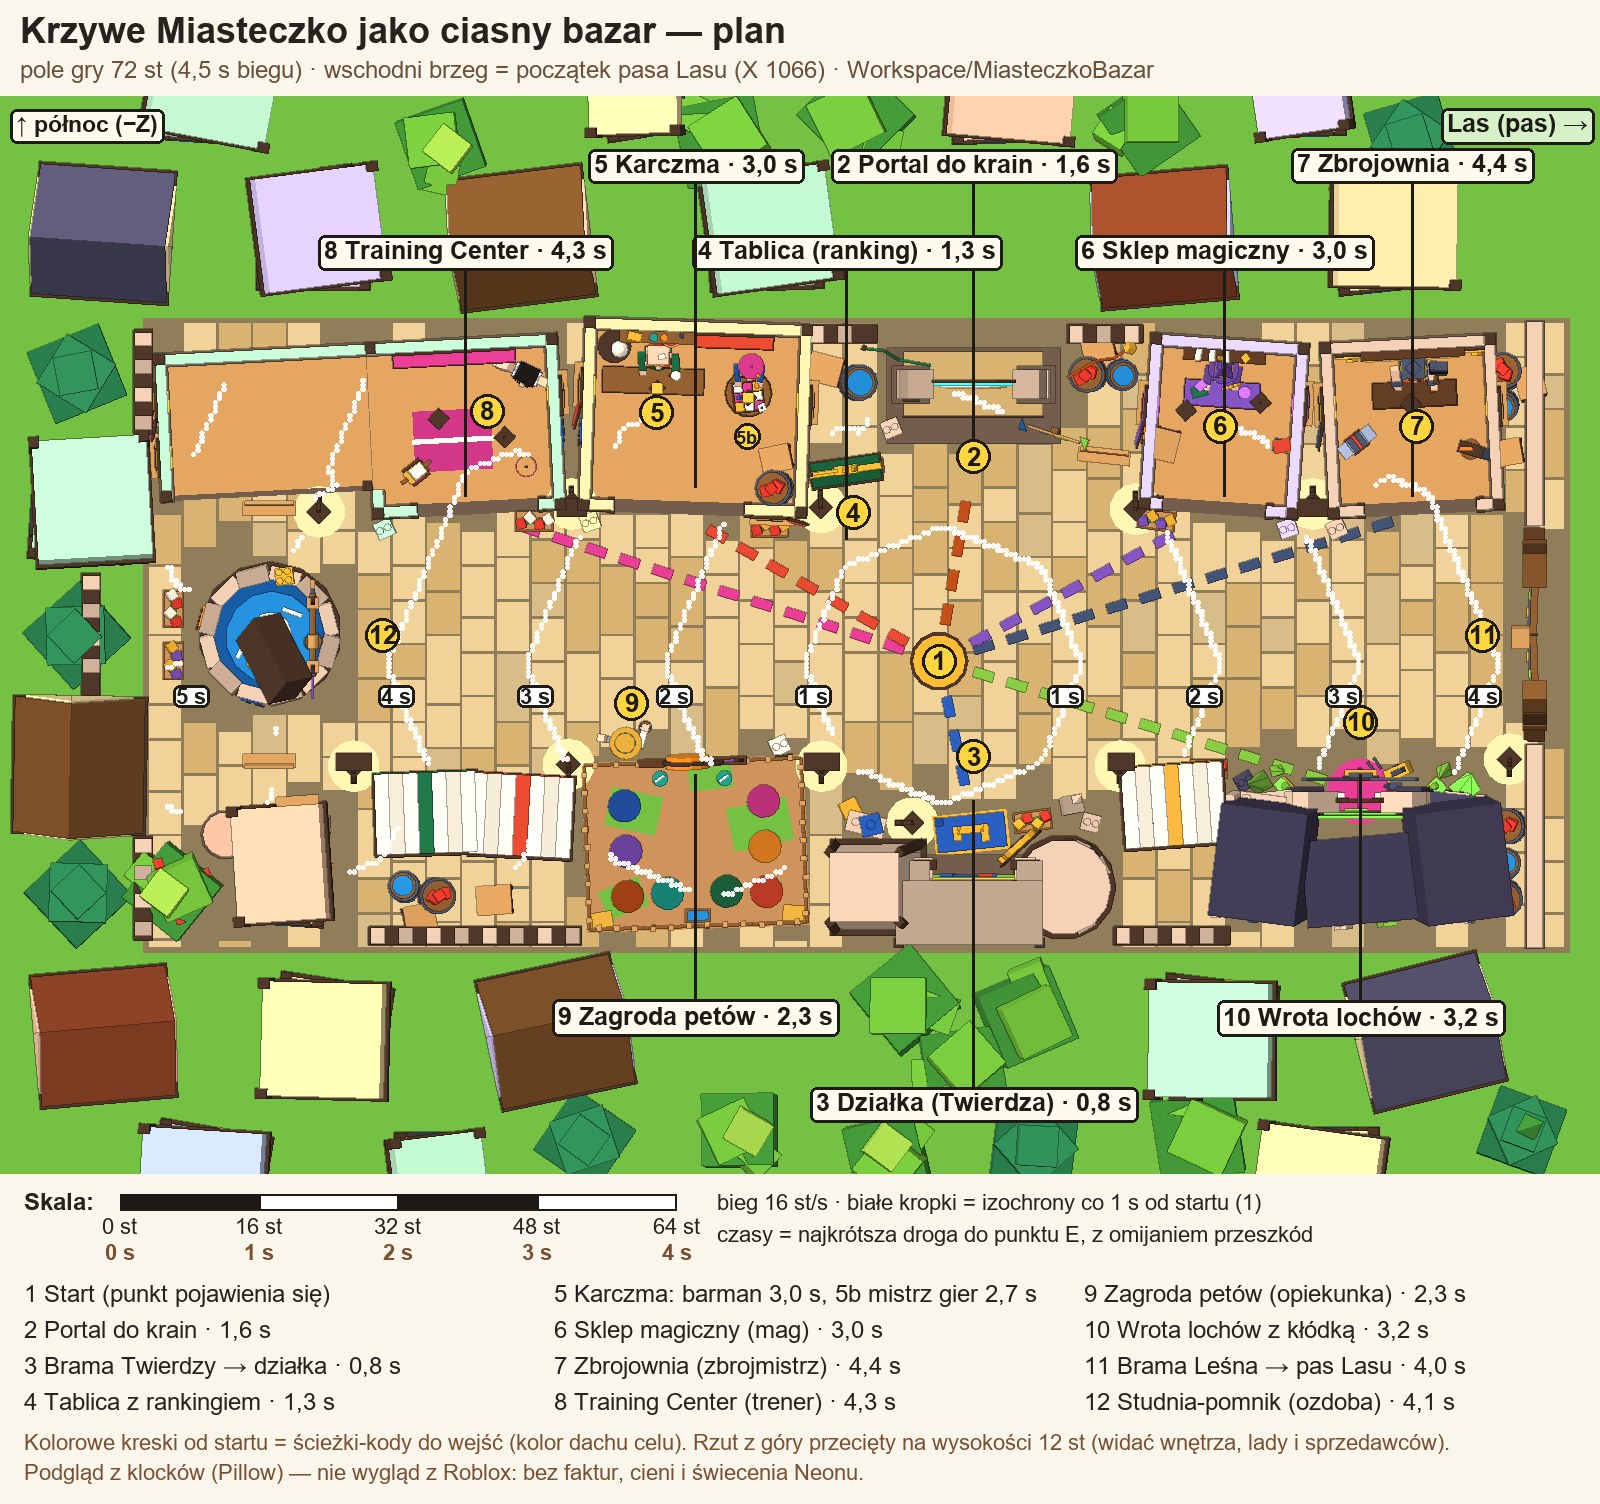 Krzywe Miasteczko jako ciasny bazar — plan
pole gry 72 st (4,5 s biegu) · wschodni brzeg = początek pasa Lasu (X 1066) · Workspace/MiasteczkoBazar
↑ północ (−Z)
Las (pas) →
5 Karczma · 3,0 s
2 Portal do krain · 1,6 s
7 Zbrojownia · 4,4 s
8 Training Center · 4,3 s
4 Tablica (ranking) · 1,3 s
6 Sklep magiczny · 3,0 s
8
5
5b
2
6
7
4
12
1
11
5 s
4 s
3 s
9
2 s
1 s
1 s
2 s
3 s
10
4 s
3
9 Zagroda petów · 2,3 s
10 Wrota lochów · 3,2 s
3 Działka (Twierdza) · 0,8 s
Skala:
0 st
16 st
32 st
48 st
64 st
0 s
1 s
2 s
3 s
4 s
bieg 16 st/s · białe kropki = izochrony co 1 s od startu (1)
czasy = najkrótsza droga do punktu E, z omijaniem przeszkód
1 Start (punkt pojawienia się)
2 Portal do krain · 1,6 s
3 Brama Twierdzy → działka · 0,8 s
4 Tablica z rankingiem · 1,3 s
5 Karczma: barman 3,0 s, 5b mistrz gier 2,7 s
6 Sklep magiczny (mag) · 3,0 s
7 Zbrojownia (zbrojmistrz) · 4,4 s
8 Training Center (trener) · 4,3 s
9 Zagroda petów (opiekunka) · 2,3 s
10 Wrota lochów z kłódką · 3,2 s
11 Brama Leśna → pas Lasu · 4,0 s
12 Studnia-pomnik (ozdoba) · 4,1 s
Kolorowe kreski od startu = ścieżki-kody do wejść (kolor dachu celu). Rzut z góry przecięty na wysokości 12 st (widać wnętrza, lady i sprzedawców).
Podgląd z klocków (Pillow) — nie wygląd z Roblox: bez faktur, cieni i świecenia Neonu.